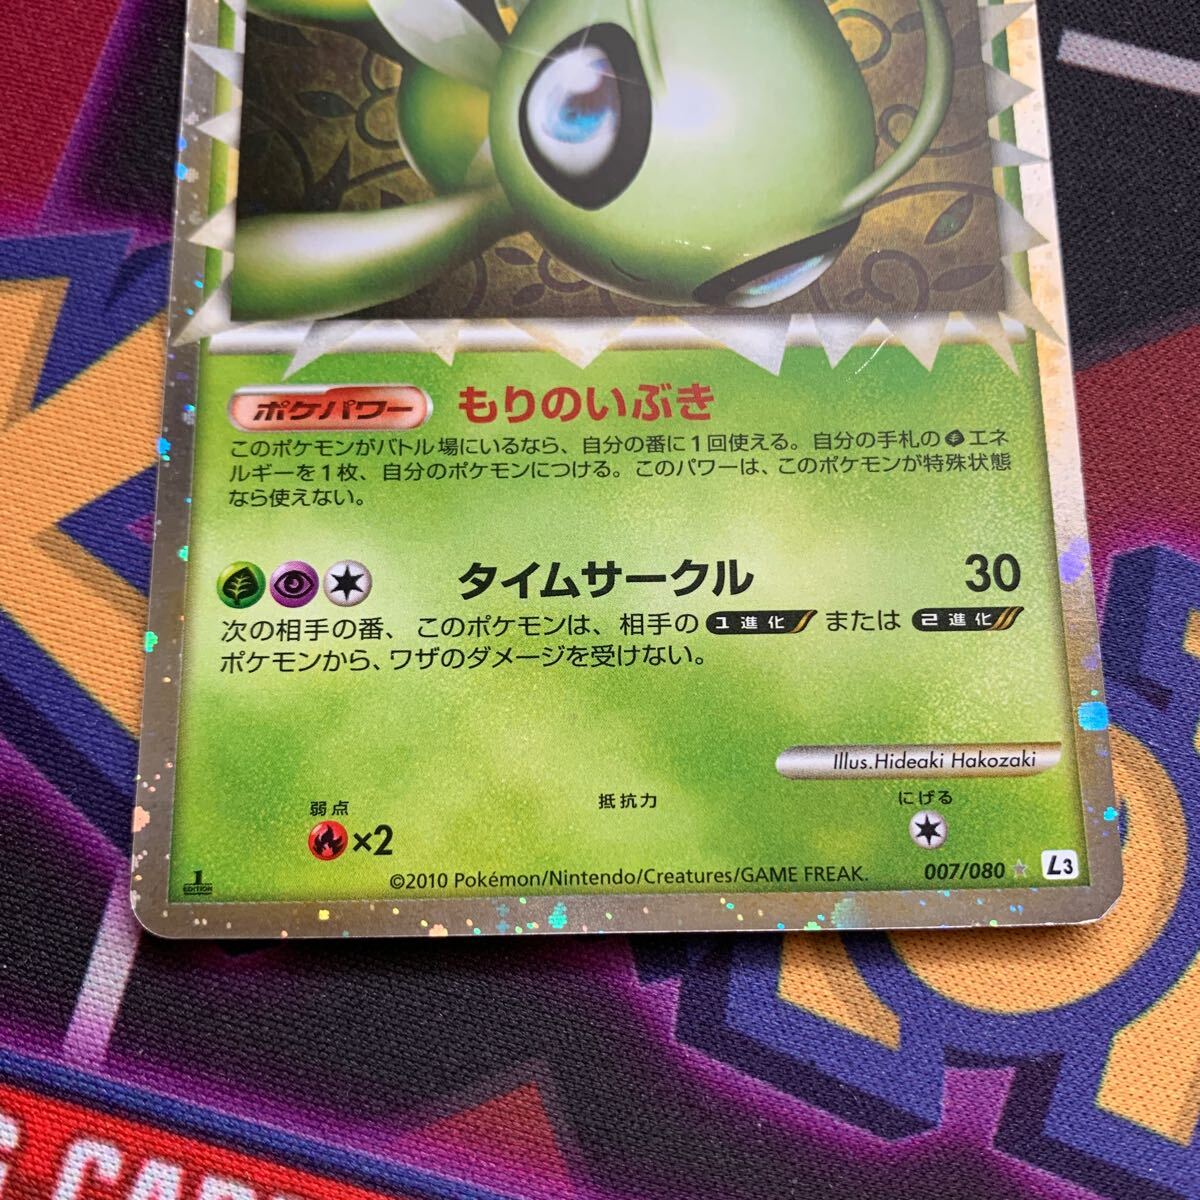 ポケパワー もりのいぶき
このポケモンがバトル場にいるなら、自分の番に1回使える。自分の手札のエネ
ルギーを1枚、自分のポケモンにつける。このパワーは、このポケモンが特殊状態
なら使えない。
タイムサークル 30
次の相手の番、このポケモンは、相手の1進化または2進化
ポケモンから、ワザのダメージを受けない。
Illus.Hideaki Hakozaki
弱点 抵抗力 にげる
×2
1 EDITION ©2010 Pokémon/Nintendo/Creatures/GAME FREAK. 007/080 L3